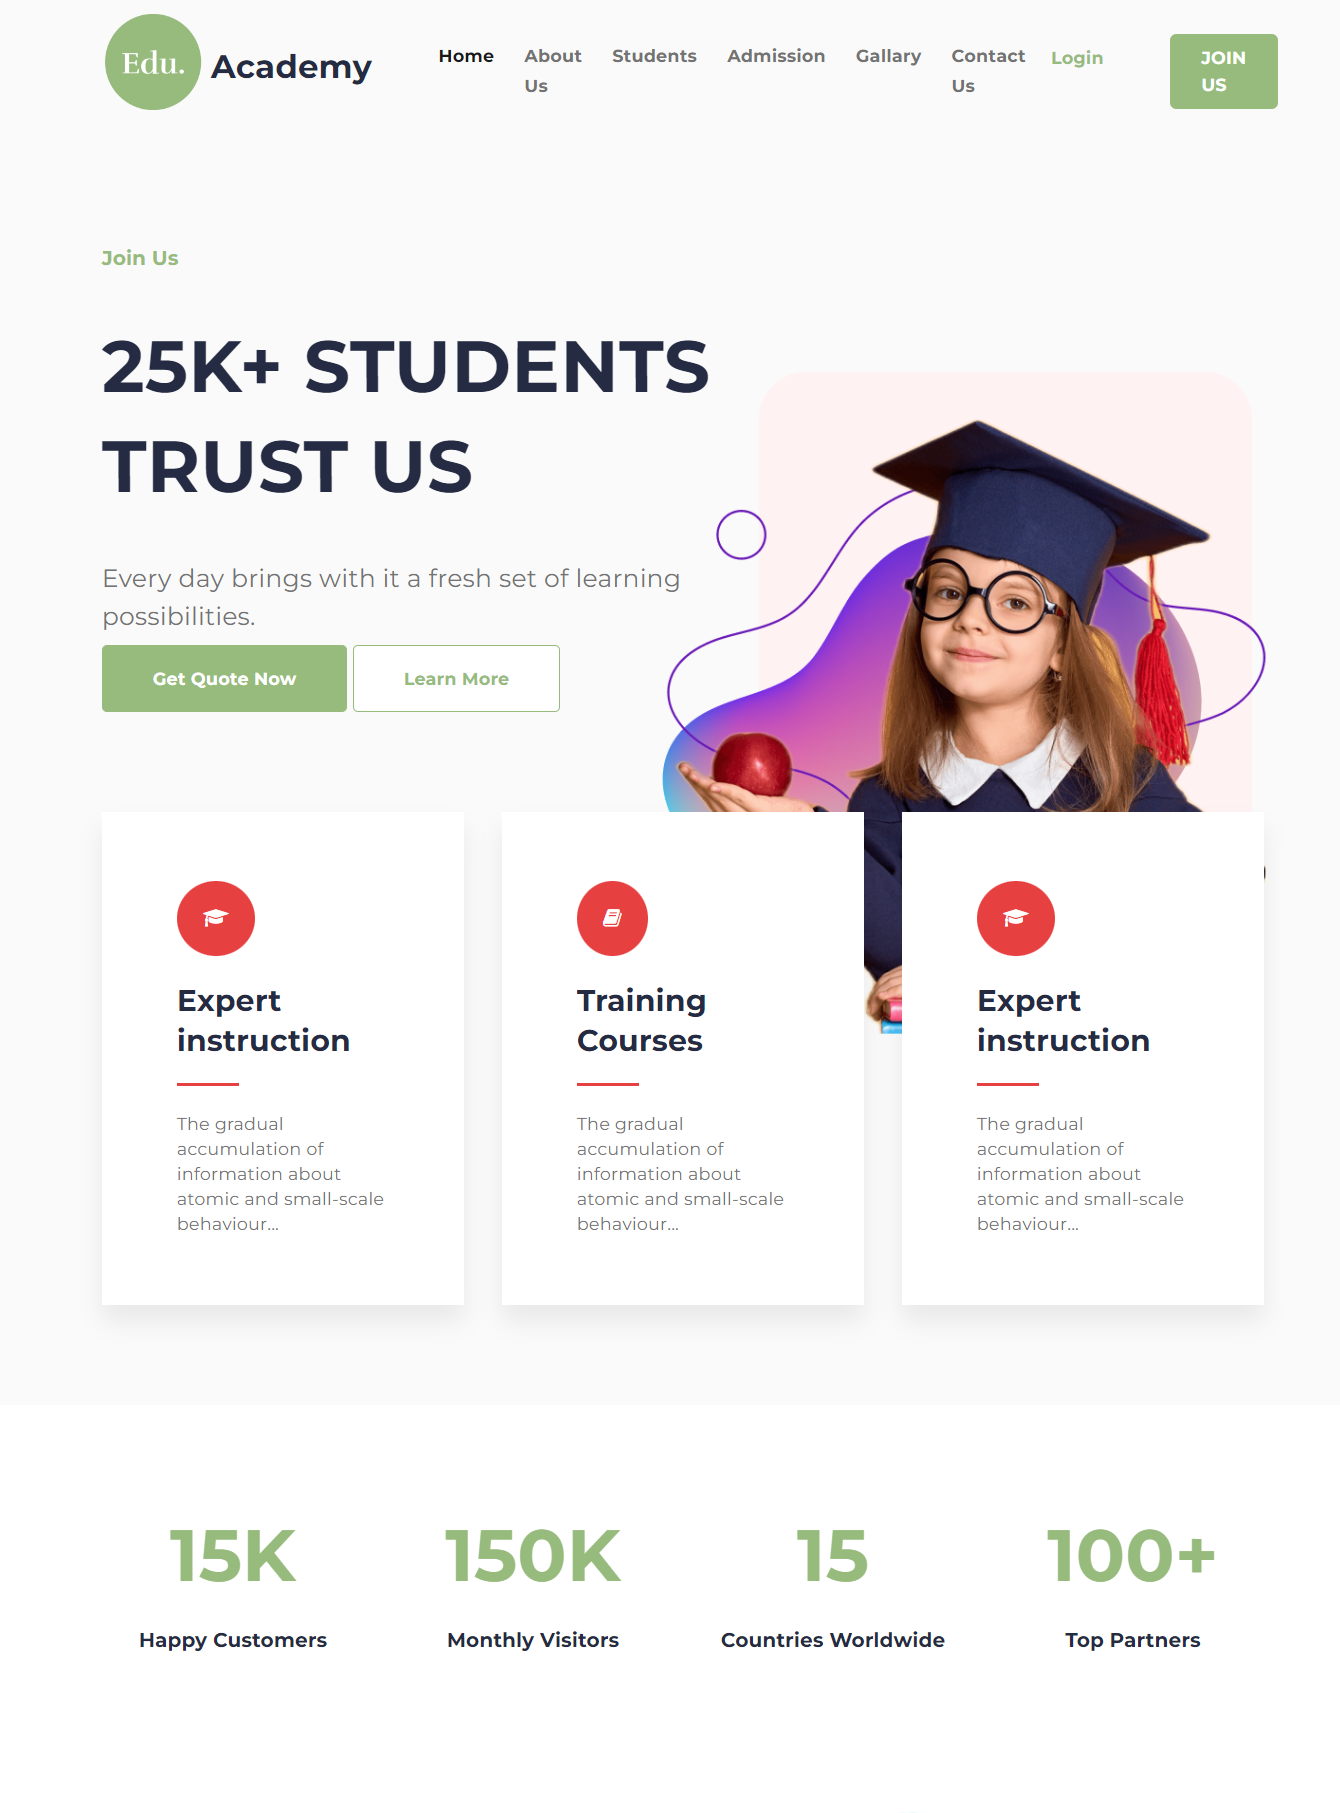 Edu. Academy
Home About Us Students Admission Gallary Contact Us Login JOIN US
Join Us
25K+ STUDENTS
TRUST US
Every day brings with it a fresh set of learning
possibilities.
Get Quote Now Learn More
Expert
instruction
The gradual
accumulation of
information about
atomic and small-scale
behaviour...
Training
Courses
The gradual
accumulation of
information about
atomic and small-scale
behaviour...
Expert
instruction
The gradual
accumulation of
information about
atomic and small-scale
behaviour...
15K
Happy Customers
150K
Monthly Visitors
15
Countries Worldwide
100+
Top Partners